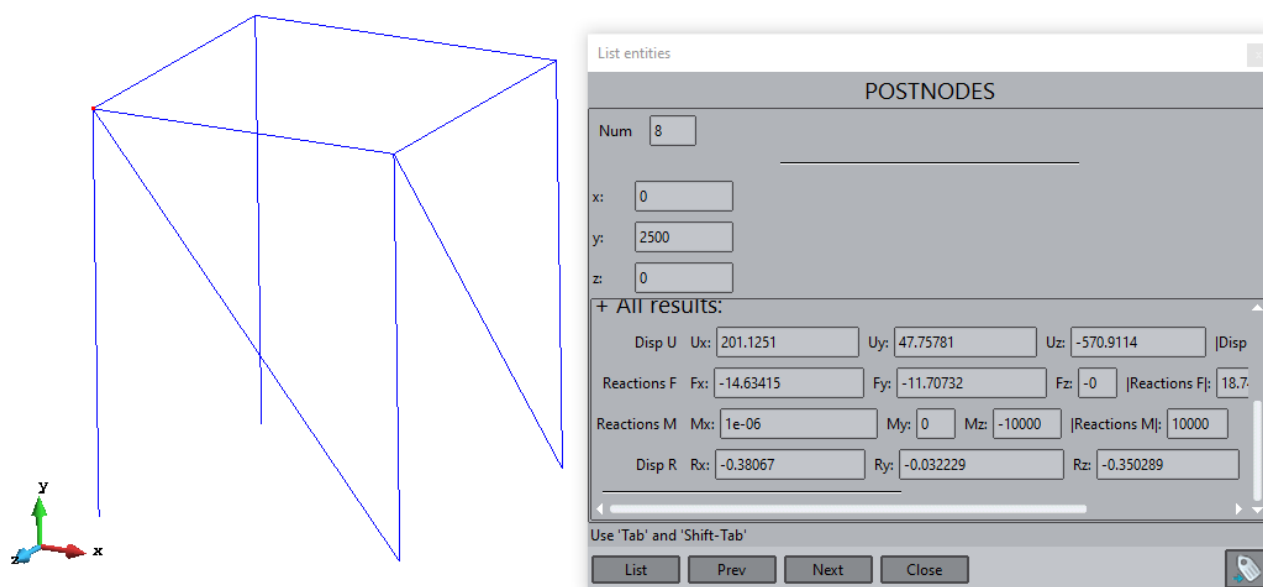 List entities
POSTNODES
Num 8
x: 0
y: 2500
z: 0
+ All results:
Disp U Ux: 201.1251 Uy: 47.75781 Uz: -570.9114 |Disp
Reactions F Fx: -14.63415 Fy: -11.70732 Fz: -0 |Reactions F|: 18.74
Reactions M Mx: 1e-06 My: 0 Mz: -10000 |Reactions M|: 10000
Disp R Rx: -0.38067 Ry: -0.032229 Rz: -0.350289
Use 'Tab' and 'Shift-Tab'
List Prev Next Close
y
x
z